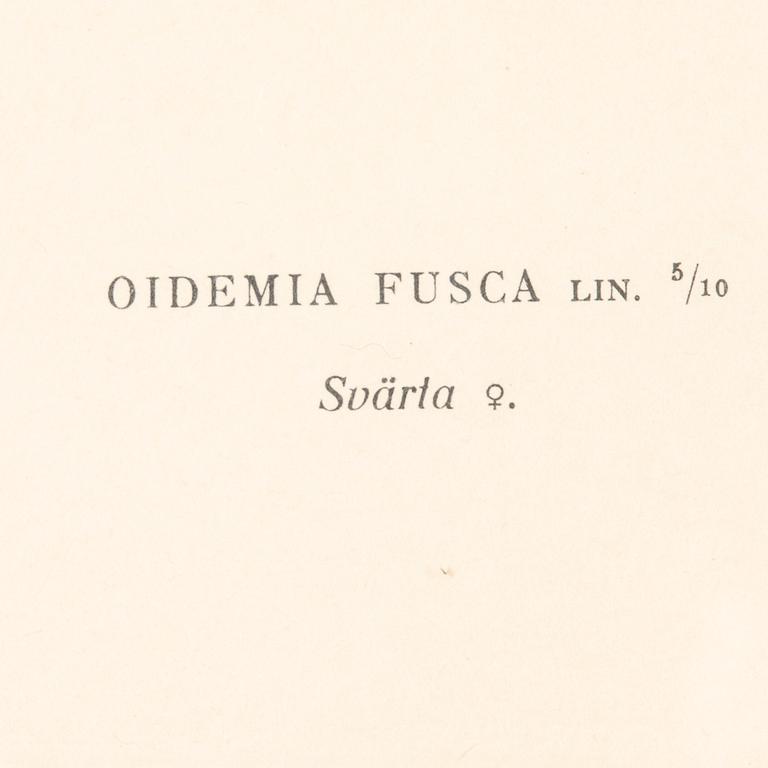 OIDEMIA FUSCA LIN. 5/10
Svärta ♀.